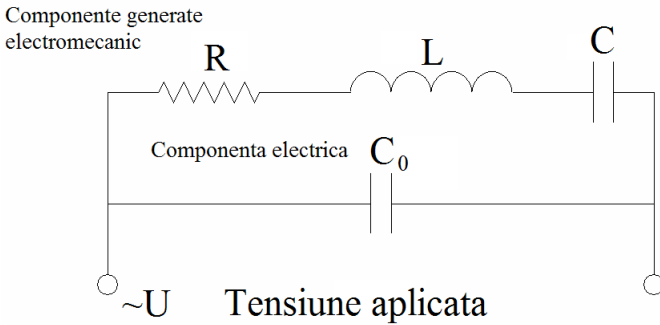 Componente generate
electromecanic
R
L
C
Componenta electrica
C₀
~U
Tensiune aplicata